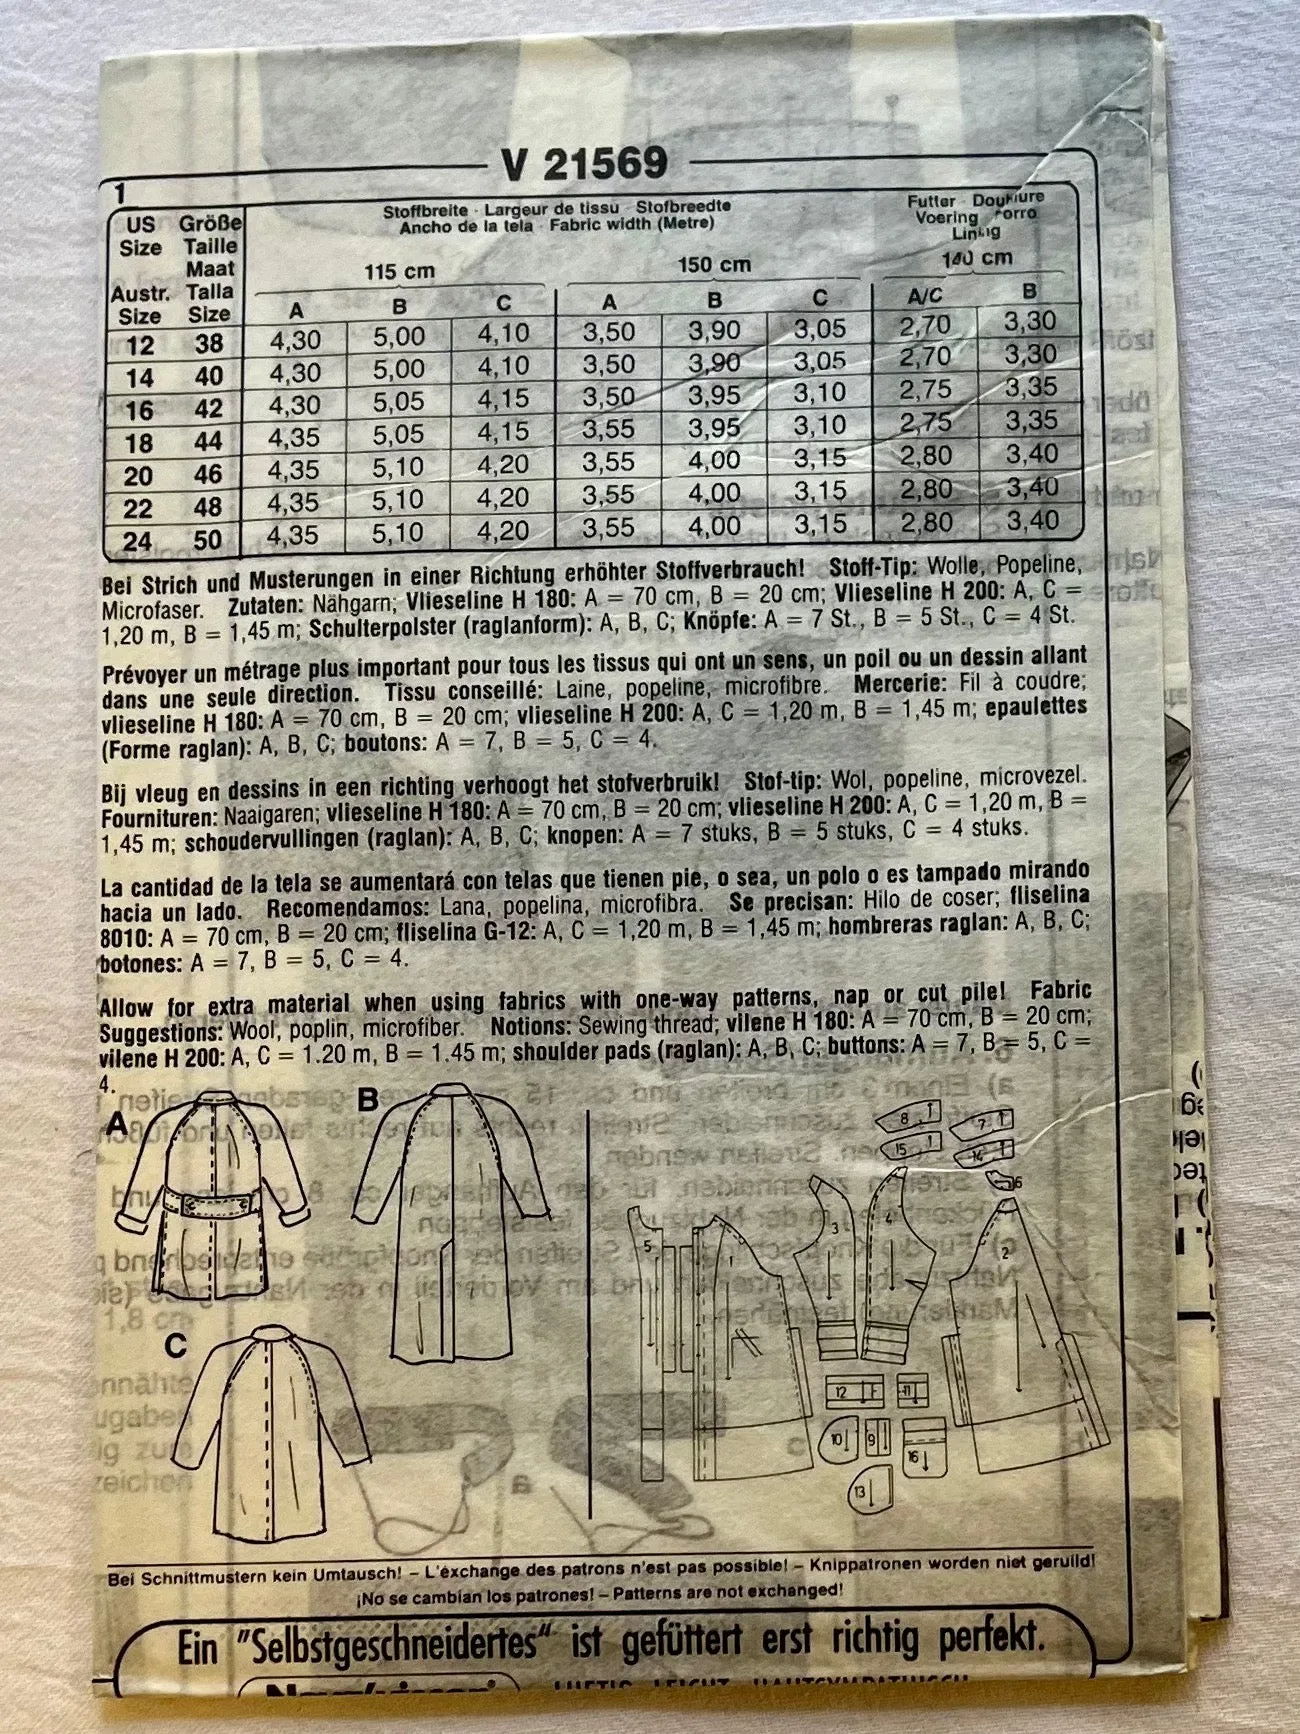 V 21569
1
US Size Austr. Size
Größe Taille Maat Talla Size
Stoffbreite · Largeur de tissu · Stofbreedte
Ancho de la tela · Fabric width (Metre)
Futter · Doublure
Voering · Forro
Lining
115 cm 150 cm 140 cm
A B C A B C A/C B
12 38 4,30 5,00 4,10 3,50 3,90 3,05 2,70 3,30
14 40 4,30 5,00 4,10 3,50 3,90 3,05 2,70 3,30
16 42 4,30 5,05 4,15 3,50 3,95 3,10 2,75 3,35
18 44 4,35 5,05 4,15 3,55 3,95 3,10 2,75 3,35
20 46 4,35 5,10 4,20 3,55 4,00 3,15 2,80 3,40
22 48 4,35 5,10 4,20 3,55 4,00 3,15 2,80 3,40
24 50 4,35 5,10 4,20 3,55 4,00 3,15 2,80 3,40
Bei Strich und Musterungen in einer Richtung erhöhter Stoffverbrauch! Stoff-Tip: Wolle, Popeline,
Microfaser. Zutaten: Nähgarn; Vlieseline H 180: A = 70 cm, B = 20 cm; Vlieseline H 200: A, C =
1,20 m, B = 1,45 m; Schulterpolster (raglanform): A, B, C; Knöpfe: A = 7 St., B = 5 St., C = 4 St.
Prévoyer un métrage plus important pour tous les tissus qui ont un sens, un poil ou un dessin allant
dans une seule direction. Tissu conseillé: Laine, popeline, microfibre. Mercerie: Fil à coudre;
vlieseline H 180: A = 70 cm, B = 20 cm; vlieseline H 200: A, C = 1,20 m, B = 1,45 m; epaulettes
(Forme raglan): A, B, C; boutons: A = 7, B = 5, C = 4.
Bij vleug en dessins in een richting verhoogt het stofverbruik! Stof-tip: Wol, popeline, microvezel.
Fournituren: Naaigaren; vlieseline H 180: A = 70 cm, B = 20 cm; vlieseline H 200: A, C = 1,20 m, B =
1,45 m; schoudervullingen (raglan): A, B, C; knopen: A = 7 stuks, B = 5 stuks, C = 4 stuks.
La cantidad de la tela se aumentará con telas que tienen pie, o sea, un polo o es tampado mirando
hacia un lado. Recomendamos: Lana, popelina, microfibra. Se precisan: Hilo de coser; fliselina
8010: A = 70 cm, B = 20 cm; fliselina G-12: A, C = 1,20 m, B = 1,45 m; hombreras raglan: A, B, C;
botones: A = 7, B = 5, C = 4.
Allow for extra material when using fabrics with one-way patterns, nap or cut pile! Fabric
Suggestions: Wool, poplin, microfiber. Notions: Sewing thread; vilene H 180: A = 70 cm, B = 20 cm;
vilene H 200: A, C = 1.20 m, B = 1.45 m; shoulder pads (raglan): A, B, C; buttons: A = 7, B = 5, C =
4.
A B
C
8 7
15 14
6
5 1 3 4 2
12 11
10 9 16
13
Bei Schnittmustern kein Umtausch! – L'éxchange des patrons n'est pas possible! – Knippatronen worden niet geruild!
¡No se cambian los patrones! – Patterns are not exchanged!
Ein "Selbstgeschneidertes" ist gefüttert erst richtig perfekt.